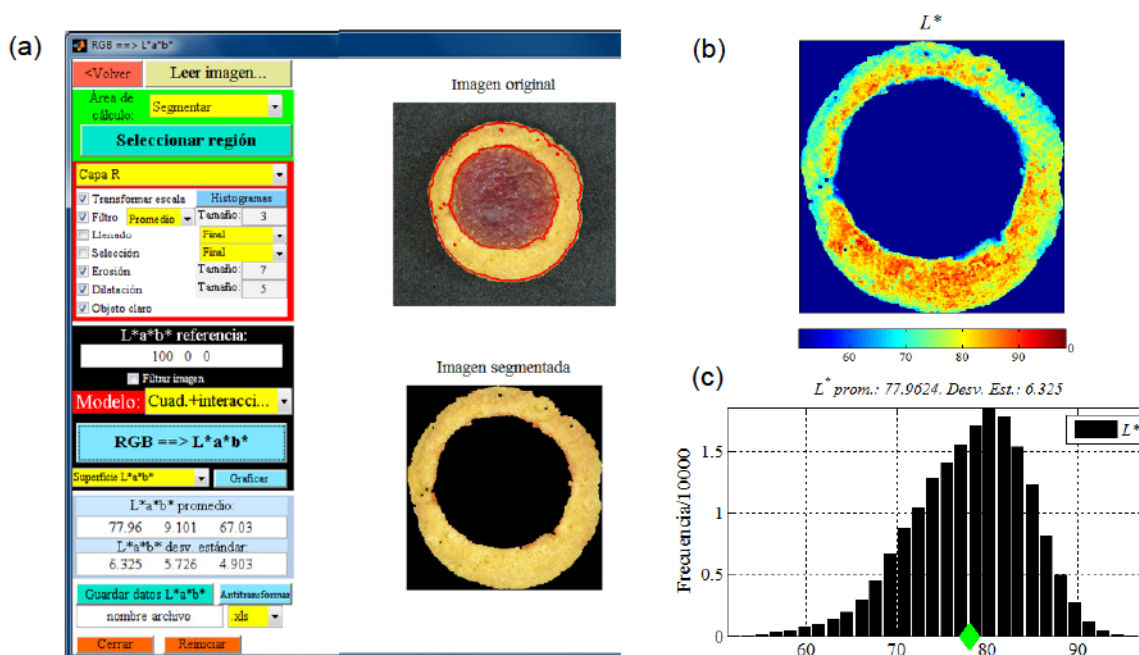 (a)
RGB ==> L*a*b*
<Volver
Leer imagen...
Área de cálculo:
Segmentar
Seleccionar región
Capa R
Transformar escala
Histogramas
Filtro
Promedio
Tamaño:
3
Llenado
Final
Selección
Final
Erosión
Tamaño:
7
Dilatación
Tamaño:
5
Objeto claro
L*a*b* referencia:
100 0 0
Filtrar imagen
Modelo:
Cuad.+interacci...
RGB ==> L*a*b*
Superficie L*a*b*
Graficar
L*a*b* promedio:
77.96 9.101 67.03
L*a*b* desv. estándar:
6.325 5.726 4.903
Guardar datos L*a*b*
Antitransformar
nombre archivo
.xls
Cerrar
Reiniciar
Imagen original
Imagen segmentada
(b)
L*
60 70 80 90 0
(c)
L* prom.: 77.9624. Desv. Est.: 6.325
L*
Frecuencia/10000
1.5
1
0.5
0
60 70 80 90